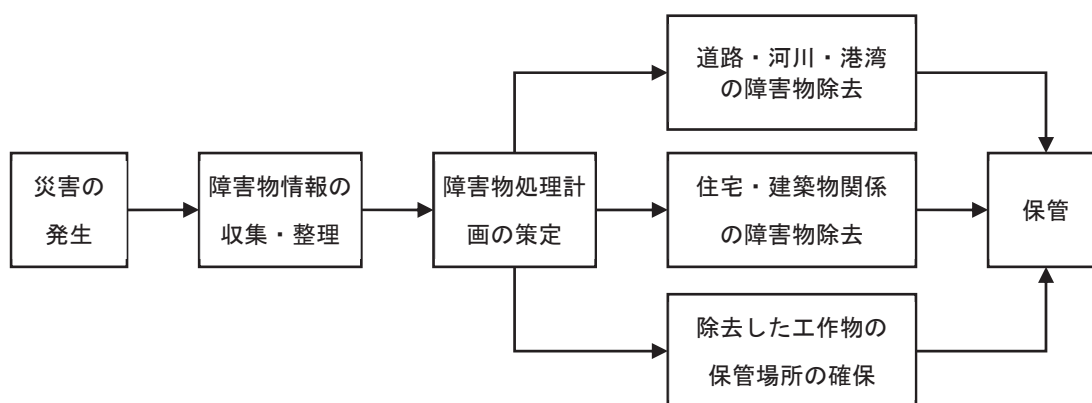 災害の
発生
障害物情報の
収集・整理
障害物処理計
画の策定
道路・河川・港湾
の障害物除去
住宅・建築物関係
の障害物除去
除去した工作物の
保管場所の確保
保管